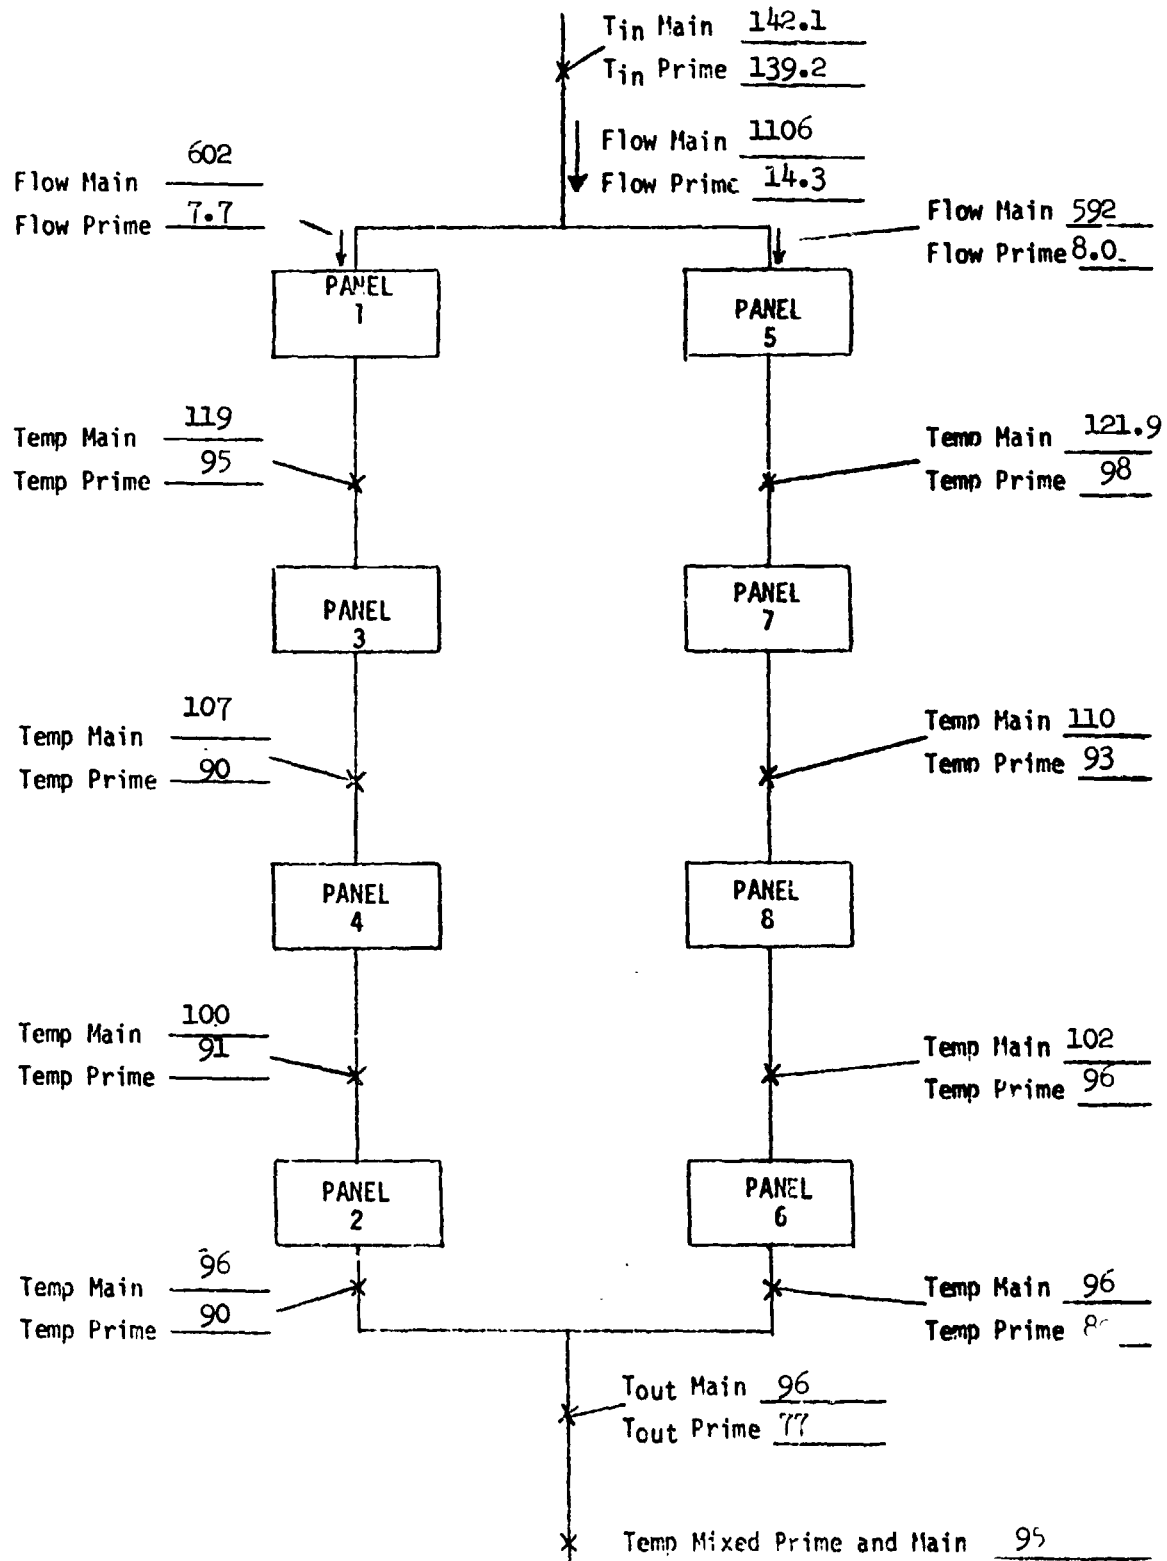 Tin Main 142.1
Tin Prime 139.2
Flow Main 1106
Flow Prime 14.3
Flow Main 602
Flow Prime 7.7
Flow Main 592
Flow Prime 8.0
PANEL
1
PANEL
5
Temp Main 119
Temp Prime 95
Temp Main 121.9
Temp Prime 98
PANEL
3
PANEL
7
Temp Main 107
Temp Prime 90
Temp Main 110
Temp Prime 93
PANEL
4
PANEL
8
Temp Main 100
Temp Prime 91
Temp Main 102
Temp Prime 96
PANEL
2
PANEL
6
Temp Main 96
Temp Prime 90
Temp Main 96
Temp Prime
Tout Main 96
Tout Prime 77
Temp Mixed Prime and Main 95